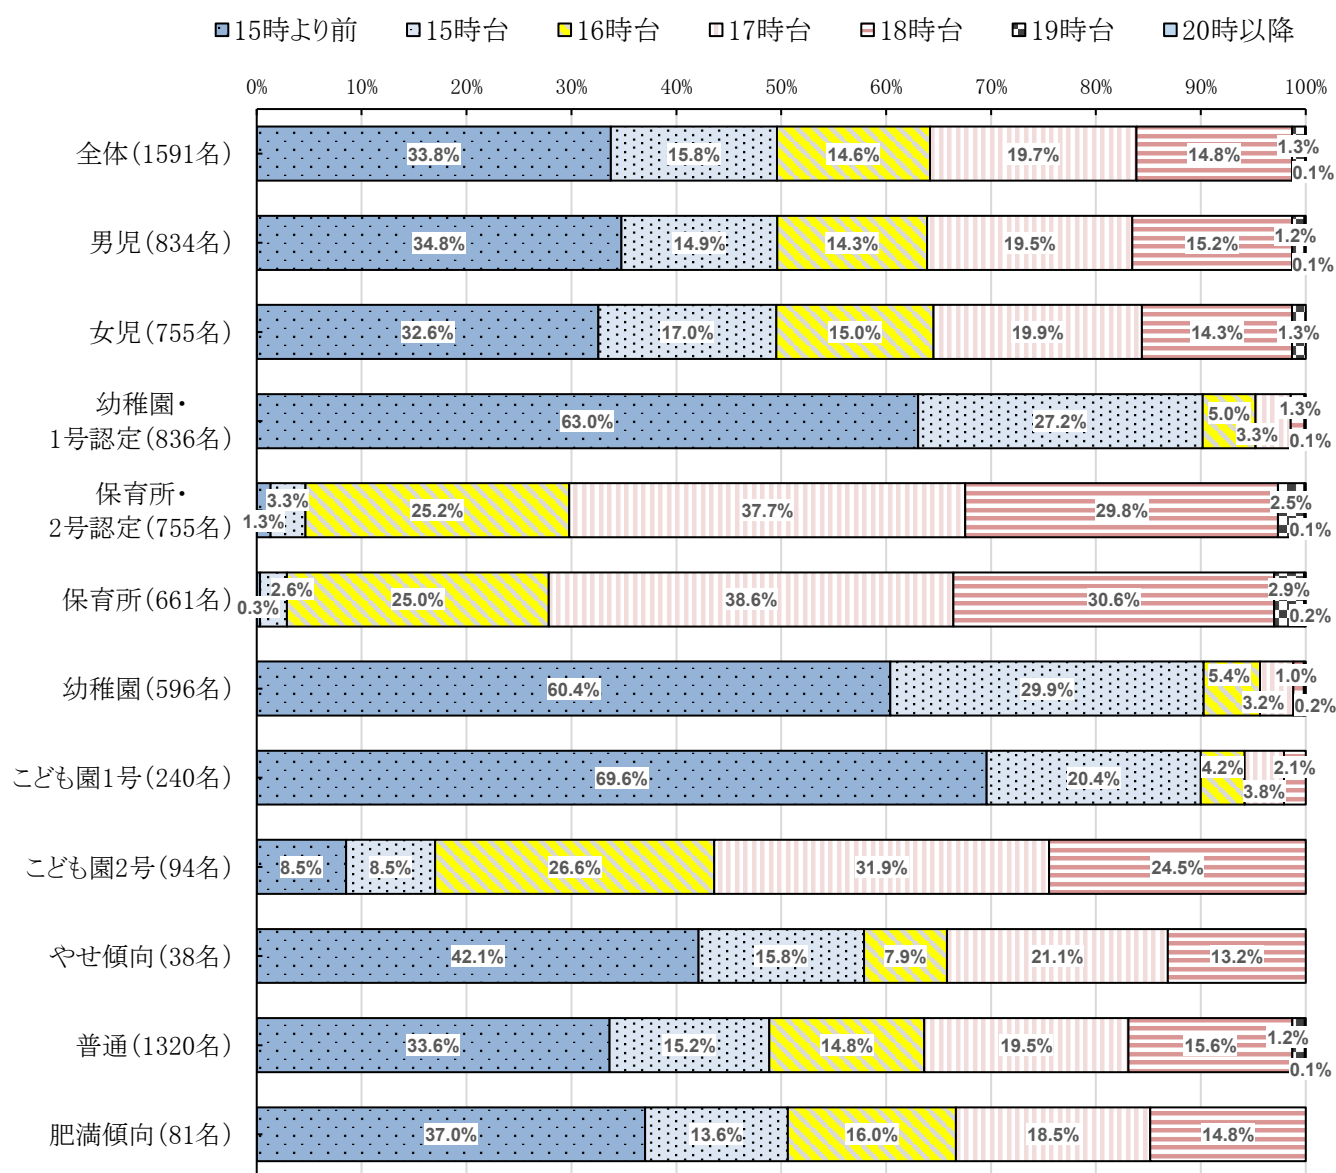 15時より前 15時台 16時台 17時台 18時台 19時台 20時以降
0% 10% 20% 30% 40% 50% 60% 70% 80% 90% 100%
全体(1591名) 33.8% 15.8% 14.6% 19.7% 14.8% 1.3% 0.1%
男児(834名) 34.8% 14.9% 14.3% 19.5% 15.2% 1.2% 0.1%
女児(755名) 32.6% 17.0% 15.0% 19.9% 14.3% 1.3%
幼稚園・
1号認定(836名) 63.0% 27.2% 5.0% 3.3% 1.3% 0.1%
保育所・
2号認定(755名) 1.3% 3.3% 25.2% 37.7% 29.8% 2.5% 0.1%
保育所(661名) 0.3% 2.6% 25.0% 38.6% 30.6% 2.9% 0.2%
幼稚園(596名) 60.4% 29.9% 5.4% 3.2% 1.0% 0.2%
こども園1号(240名) 69.6% 20.4% 4.2% 3.8% 2.1%
こども園2号(94名) 8.5% 8.5% 26.6% 31.9% 24.5%
やせ傾向(38名) 42.1% 15.8% 7.9% 21.1% 13.2%
普通(1320名) 33.6% 15.2% 14.8% 19.5% 15.6% 1.2% 0.1%
肥満傾向(81名) 37.0% 13.6% 16.0% 18.5% 14.8%